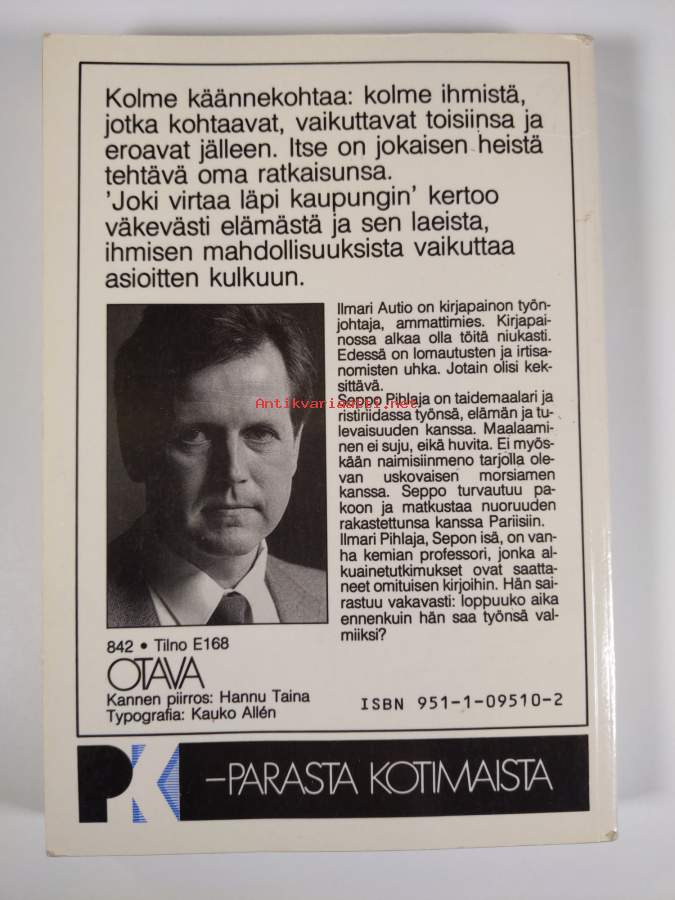 Kolme käännekohtaa: kolme ihmistä,
jotka kohtaavat, vaikuttavat toisiinsa ja
eroavat jälleen. Itse on jokaisen heistä
tehtävä oma ratkaisunsa.
'Joki virtaa läpi kaupungin' kertoo
väkevästi elämästä ja sen laeista,
ihmisen mahdollisuuksista vaikuttaa
asioitten kulkuun.
Ilmari Autio on kirjapainon työn-
johtaja, ammattimies. Kirjapai-
nossa alkaa olla töitä niukasti.
Edessä on lomautusten ja irtisa-
nomisten uhka. Jotain olisi kek-
sittävä.
Antikvariaatti.net
Seppo Pihlaja on taidemaalari ja
ristiriidassa työnsä, elämän ja tu-
levaisuuden kanssa. Maalaami-
nen ei suju, eikä huvita. Ei myös-
kään naimisiinmeno tarjolla ole-
van uskovaisen morsiamen
kanssa. Seppo turvautuu pa-
koon ja matkustaa nuoruuden
rakastettunsa kanssa Pariisiin.
Ilmari Pihlaja, Sepon isä, on van-
ha kemian professori, jonka al-
kuainetutkimukset ovat saatta-
neet omituisen kirjoihin. Hän sai-
rastuu vakavasti: loppuuko aika
ennenkuin hän saa työnsä val-
miiksi?
842 • Tilno E168
OTAVA
Kannen piirros: Hannu Taina
Typografia: Kauko Allén
ISBN 951-1-09510-2
PK –PARASTA KOTIMAISTA